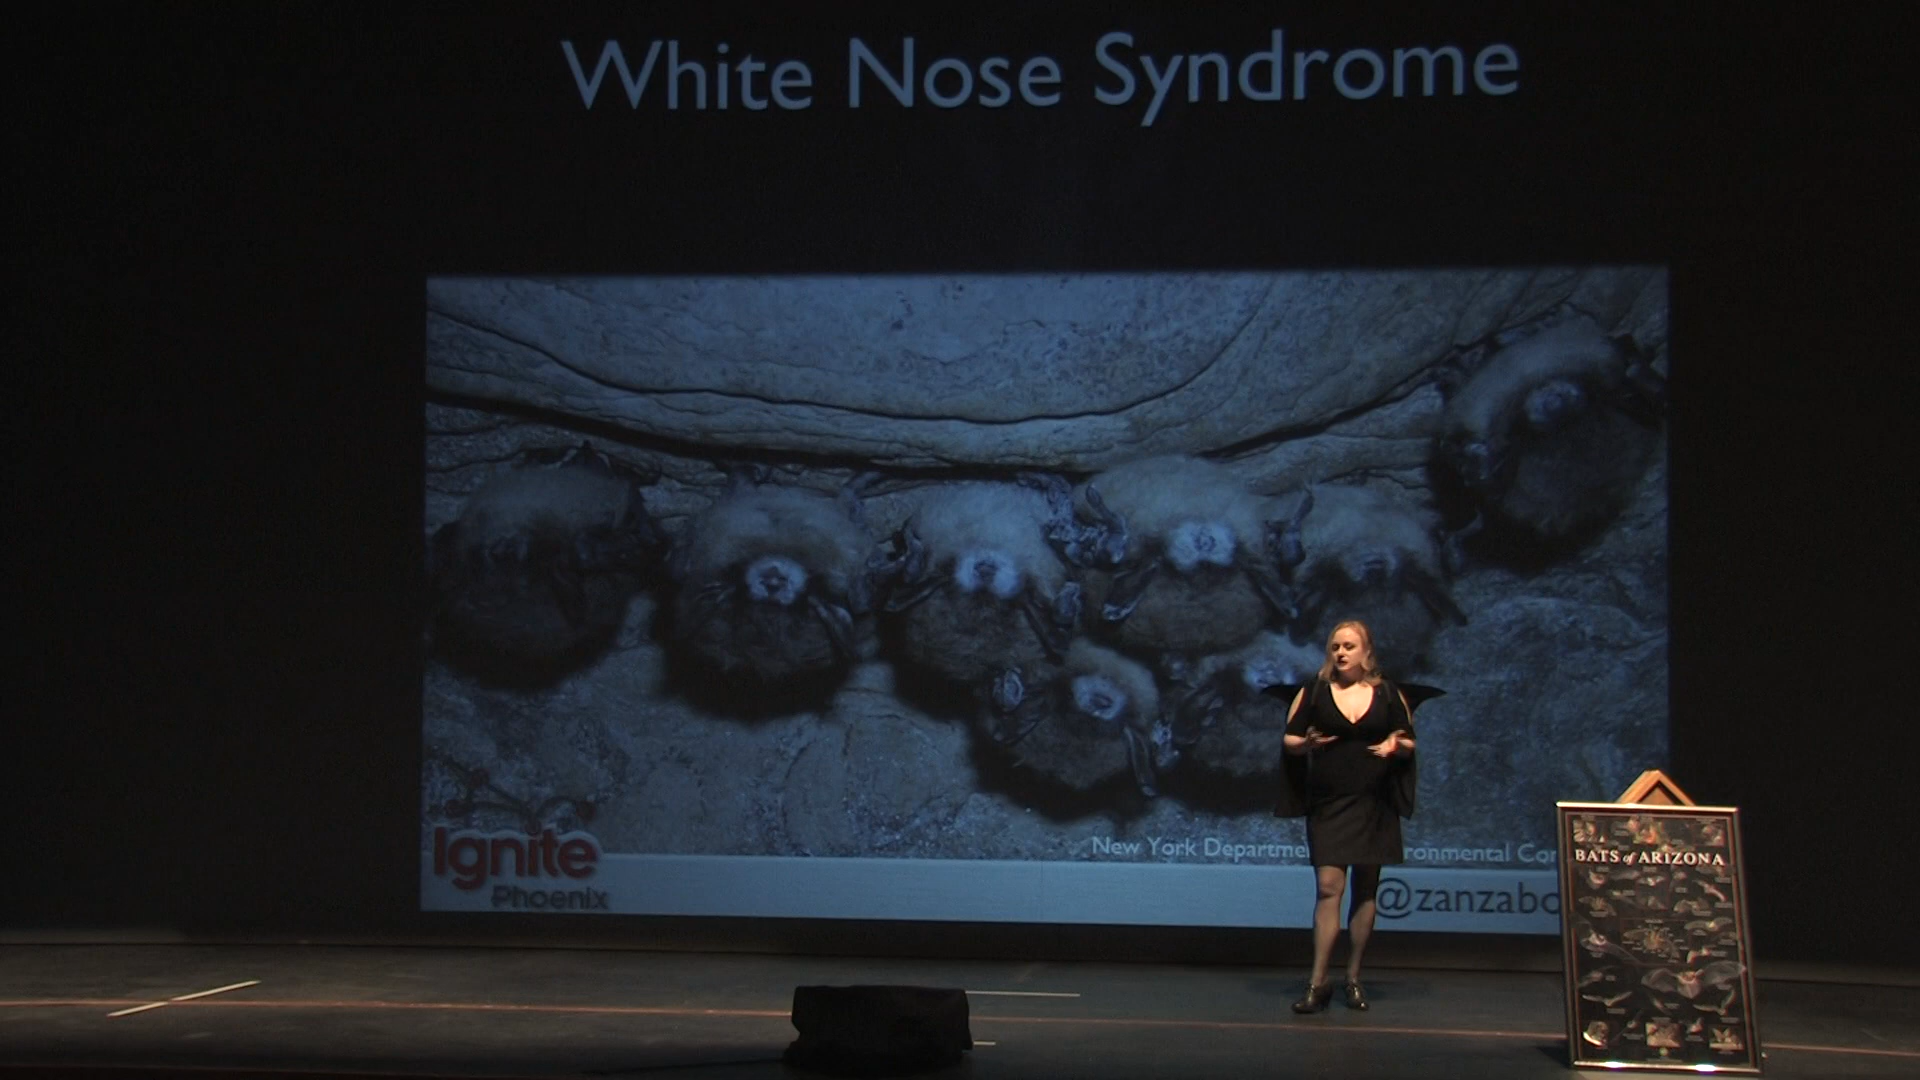 White Nose Syndrome
New York Departme ronmental Con
Ignite
Phoenix
@zanzabo
BATS of ARIZONA